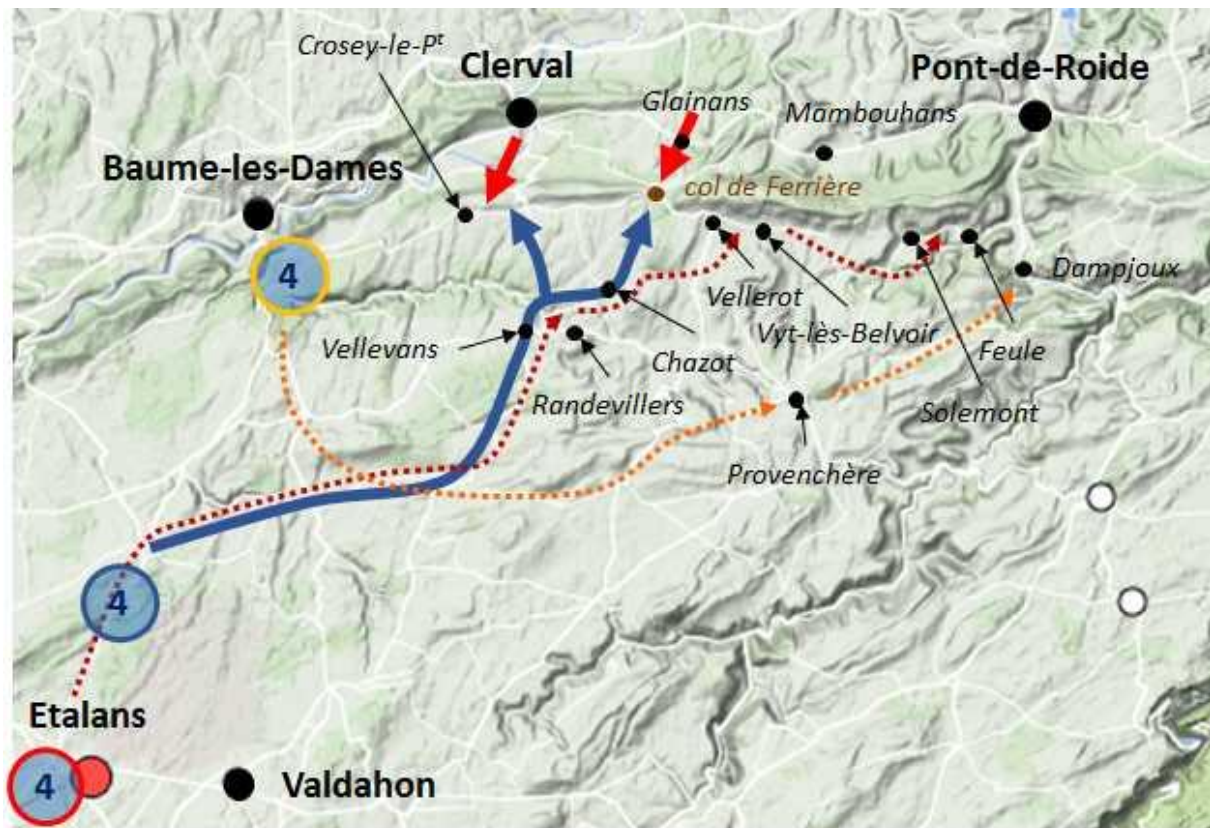 Crosey-le-Pt
Clerval
Pont-de-Roide
Glainans
Mambouhans
Baume-les-Dames
col de Ferrière
4
Dampjoux
Vellerot
Vyt-lès-Belvoir
Vellevans
Chazot
Feule
Randevillers
Solemont
Provenchère
4
Etalans
4
Valdahon